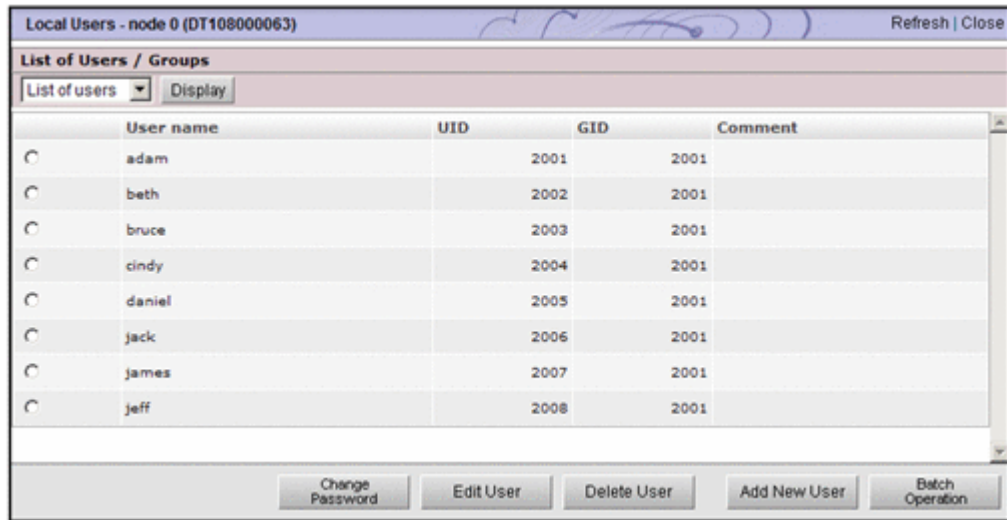 Local Users - node 0 (DT108000063) Refresh | Close
List of Users / Groups
List of users Display
User name UID GID Comment
adam 2001 2001
beth 2002 2001
bruce 2003 2001
cindy 2004 2001
daniel 2005 2001
jack 2006 2001
james 2007 2001
jeff 2008 2001
Change Password Edit User Delete User Add New User Batch Operation